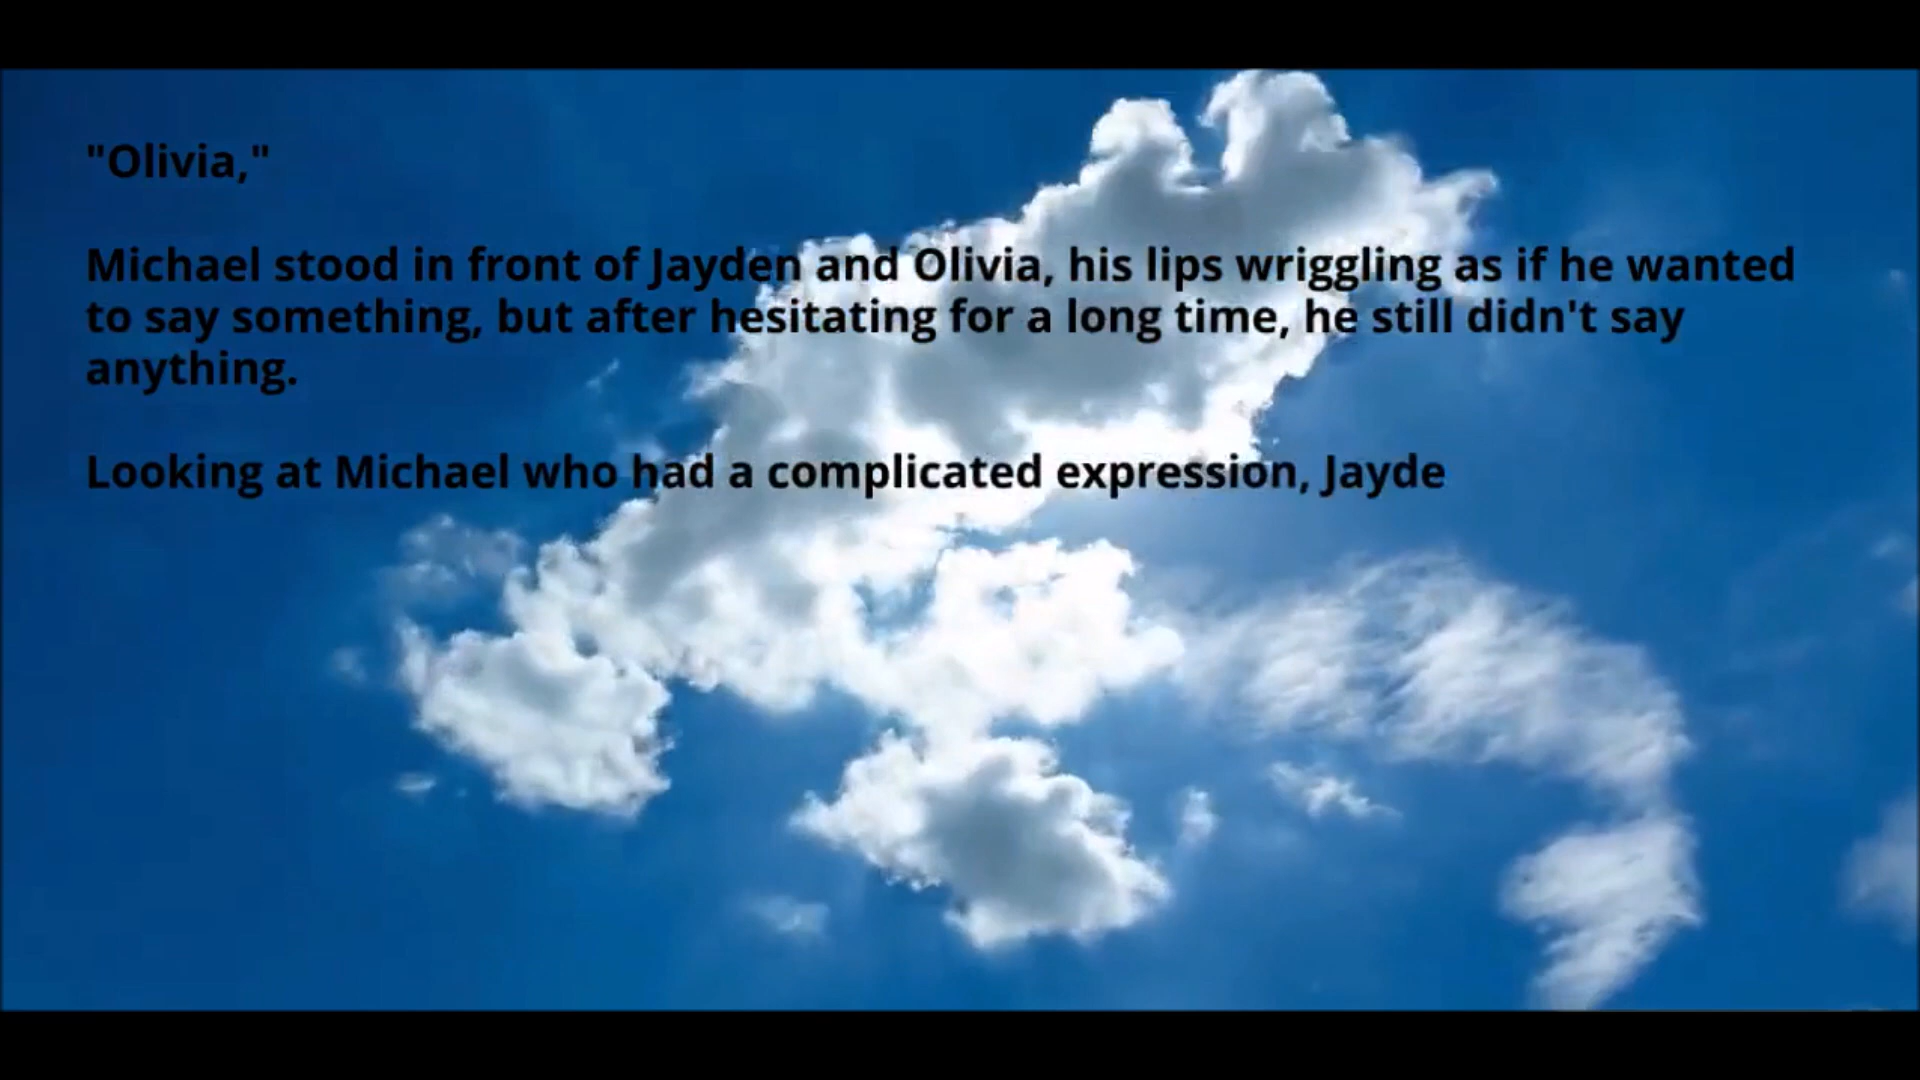 "Olivia,"
Michael stood in front of Jayden and Olivia, his lips wriggling as if he wanted
to say something, but after hesitating for a long time, he still didn't say
anything.
Looking at Michael who had a complicated expression, Jayde